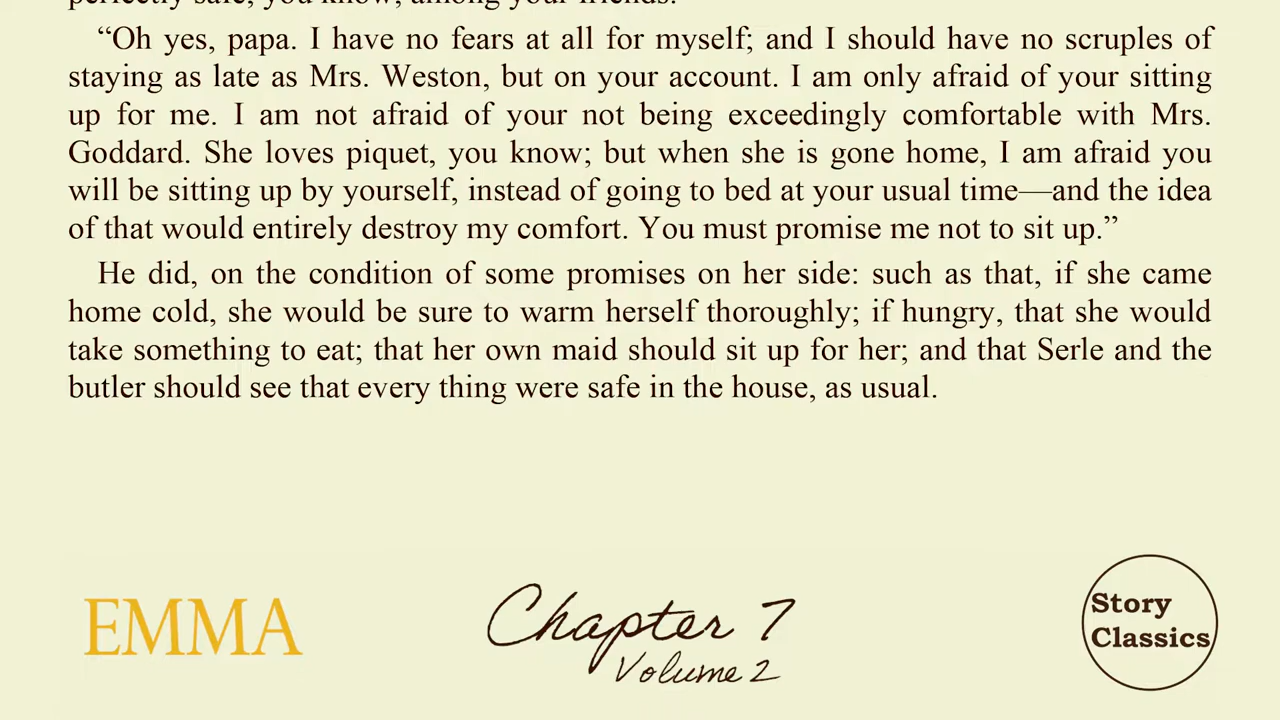 perfectly safe, you know, among your friends.
“Oh yes, papa. I have no fears at all for myself; and I should have no scruples of
staying as late as Mrs. Weston, but on your account. I am only afraid of your sitting
up for me. I am not afraid of your not being exceedingly comfortable with Mrs.
Goddard. She loves piquet, you know; but when she is gone home, I am afraid you
will be sitting up by yourself, instead of going to bed at your usual time—and the idea
of that would entirely destroy my comfort. You must promise me not to sit up.”
He did, on the condition of some promises on her side: such as that, if she came
home cold, she would be sure to warm herself thoroughly; if hungry, that she would
take something to eat; that her own maid should sit up for her; and that Serle and the
butler should see that every thing were safe in the house, as usual.
EMMA
Chapter 7
Volume 2
Story
Classics